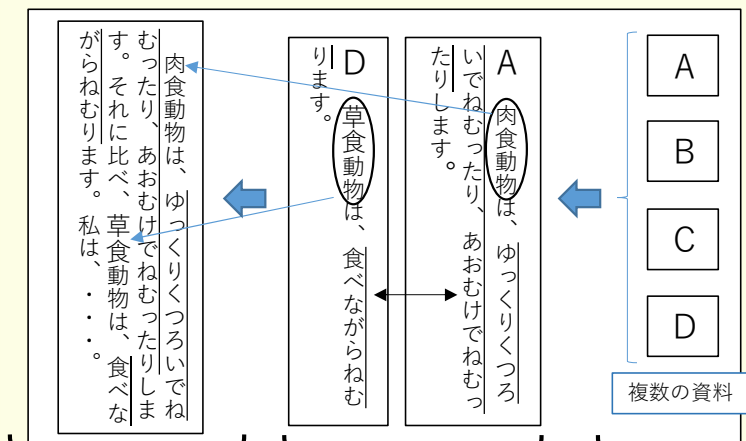 A
B
C
D
複数の資料
A 肉食動物は、ゆっくりくつろ
いでねむったり、あおむけでねむっ
たりします。
D 草食動物は、食べながらねむ
ります。
肉食動物は、ゆっくりくつろいでね
むったり、あおむけでねむったりしま
す。それに比べ、草食動物は、食べな
がらねむります。私は、・・・。